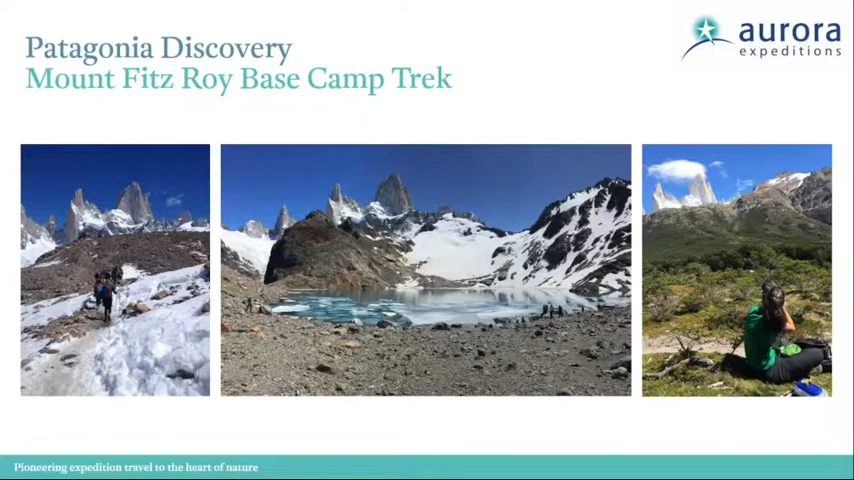 Patagonia Discovery
Mount Fitz Roy Base Camp Trek
aurora
expeditions
Pioneering expedition travel to the heart of nature